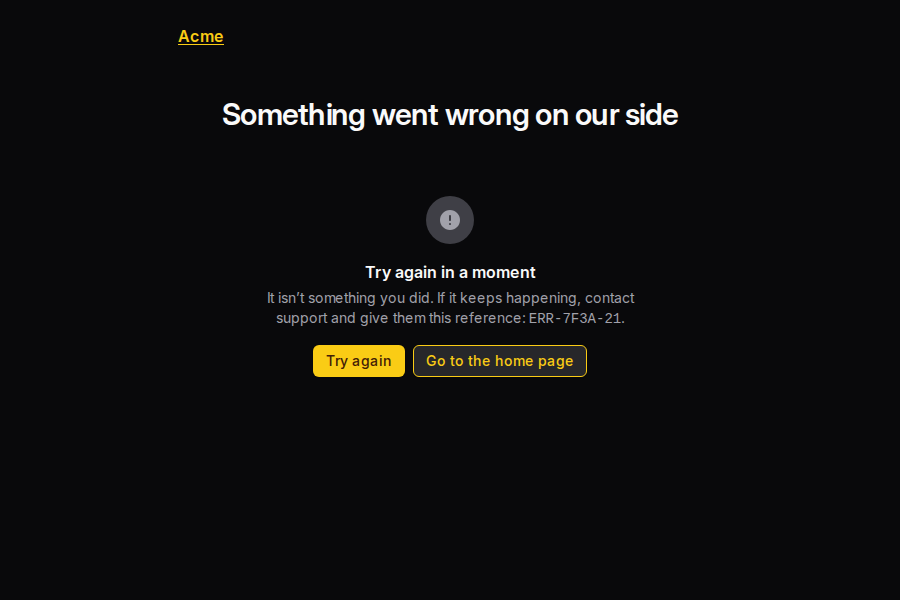 Acme
Something went wrong on our side
Try again in a moment
It isn’t something you did. If it keeps happening, contact
support and give them this reference: ERR-7F3A-21.
Try again
Go to the home page